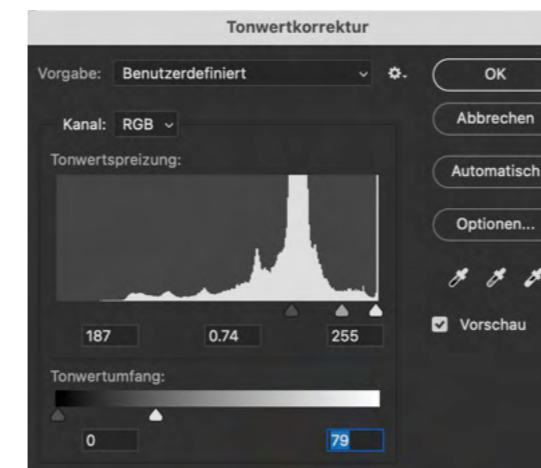 Tonwertkorrektur
Vorgabe: Benutzerdefiniert
OK
Kanal: RGB
Abbrechen
Tonwertspreizung:
Automatisch
Optionen...
187 0.74 255
Vorschau
Tonwertumfang:
0 79